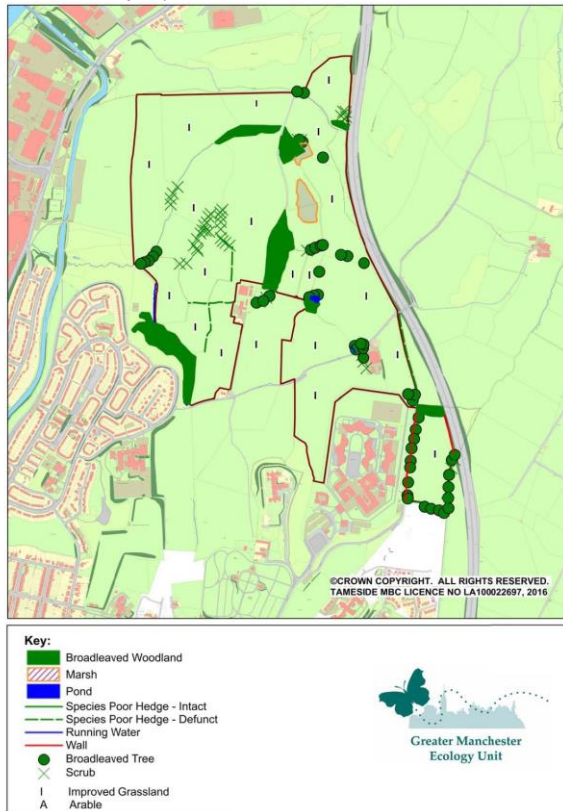 ©CROWN COPYRIGHT. ALL RIGHTS RESERVED.
TAMESIDE MBC LICENCE NO LA100022697, 2016
Key:
Broadleaved Woodland
Marsh
Pond
Species Poor Hedge - Intact
Species Poor Hedge - Defunct
Running Water
Wall
Broadleaved Tree
Scrub
I Improved Grassland
A Arable
Greater Manchester
Ecology Unit